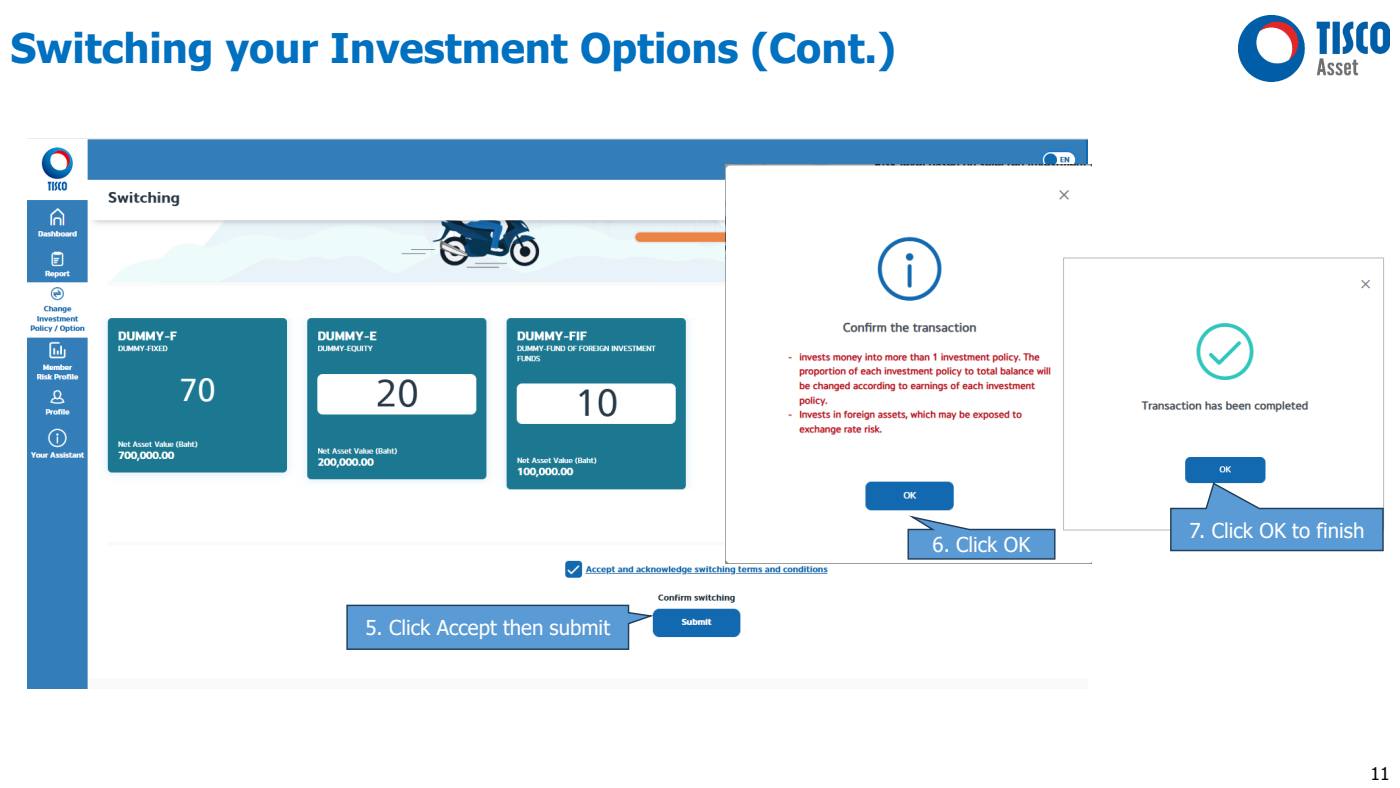 Switching your Investment Options (Cont.)
TISCO
Asset
TISCO
EN
Switching
Dashboard
Report
Change
Investment
Policy / Option
Member
Risk Profile
Profile
Your Assistant
DUMMY-F
DUMMY-FIXED
70
Net Asset Value (Baht)
700,000.00
DUMMY-E
DUMMY-EQUITY
20
Net Asset Value (Baht)
200,000.00
DUMMY-FIF
DUMMY-FUND OF FOREIGN INVESTMENT
FUNDS
10
Net Asset Value (Baht)
100,000.00
Confirm the transaction
- invests money into more than 1 investment policy. The
proportion of each investment policy to total balance will
be changed according to earnings of each investment
policy.
- Invests in foreign assets, which may be exposed to
exchange rate risk.
OK
6. Click OK
Transaction has been completed
OK
7. Click OK to finish
Accept and acknowledge switching terms and conditions
Confirm switching
Submit
5. Click Accept then submit
11